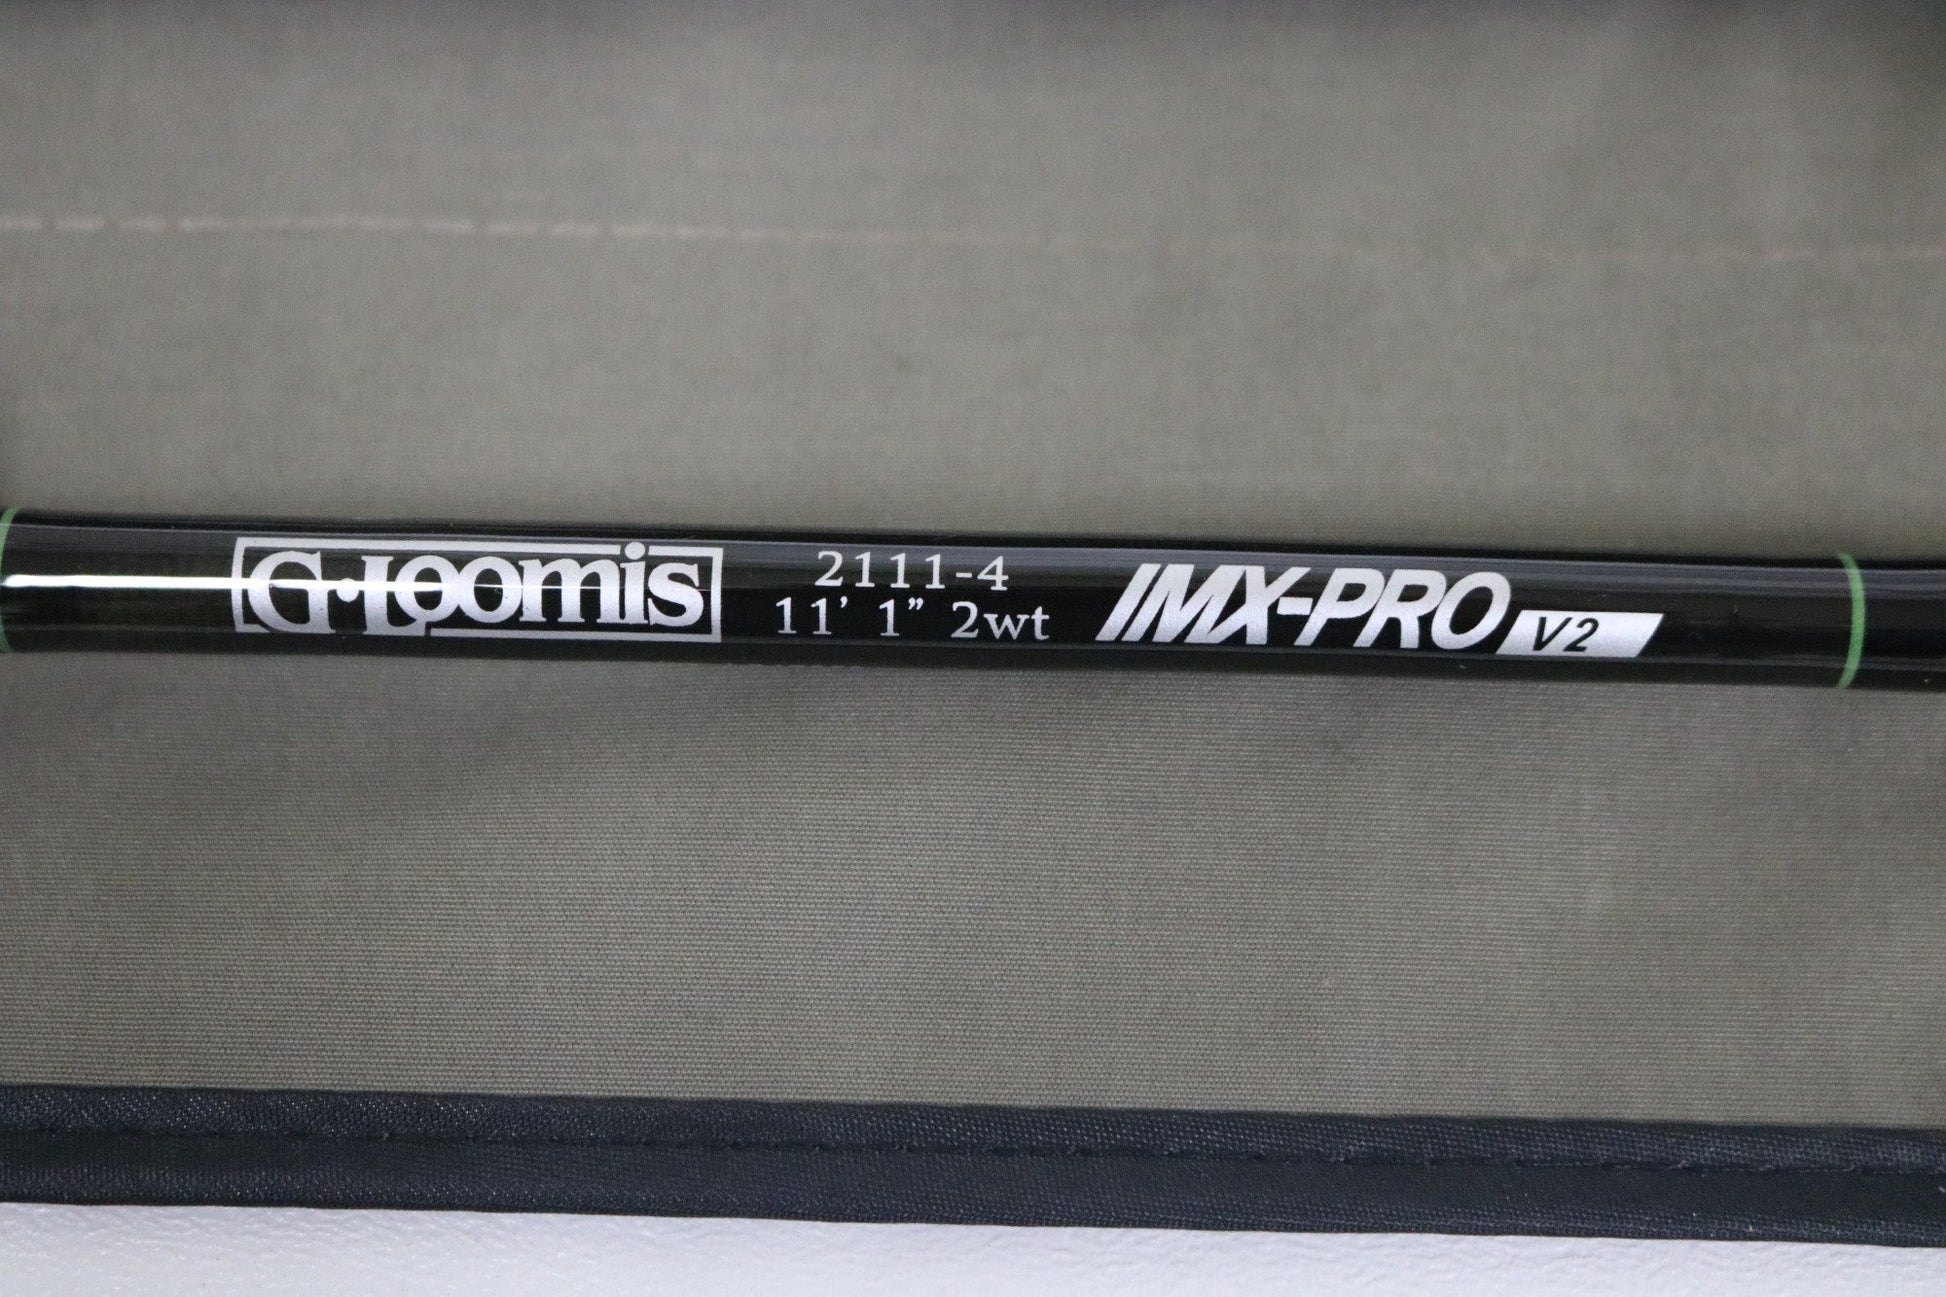 G·Loomis
2111-4
11' 1" 2wt
IMX-PRO V2